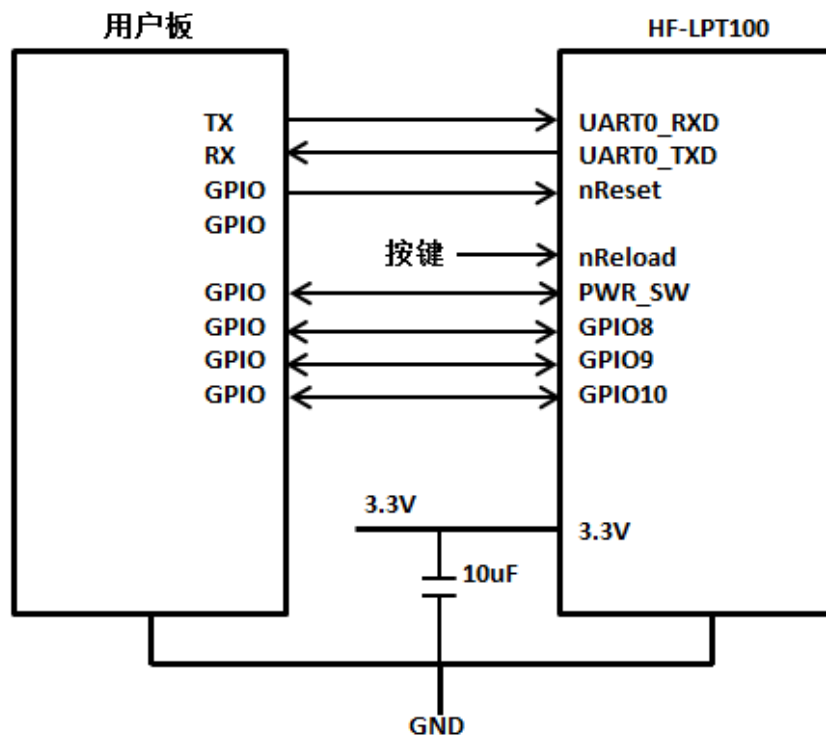 用户板
HF-LPT100
TX
UART0_RXD
RX
UART0_TXD
GPIO
nReset
GPIO
按键
nReload
GPIO
PWR_SW
GPIO
GPIO8
GPIO
GPIO9
GPIO
GPIO10
3.3V
3.3V
10uF
GND